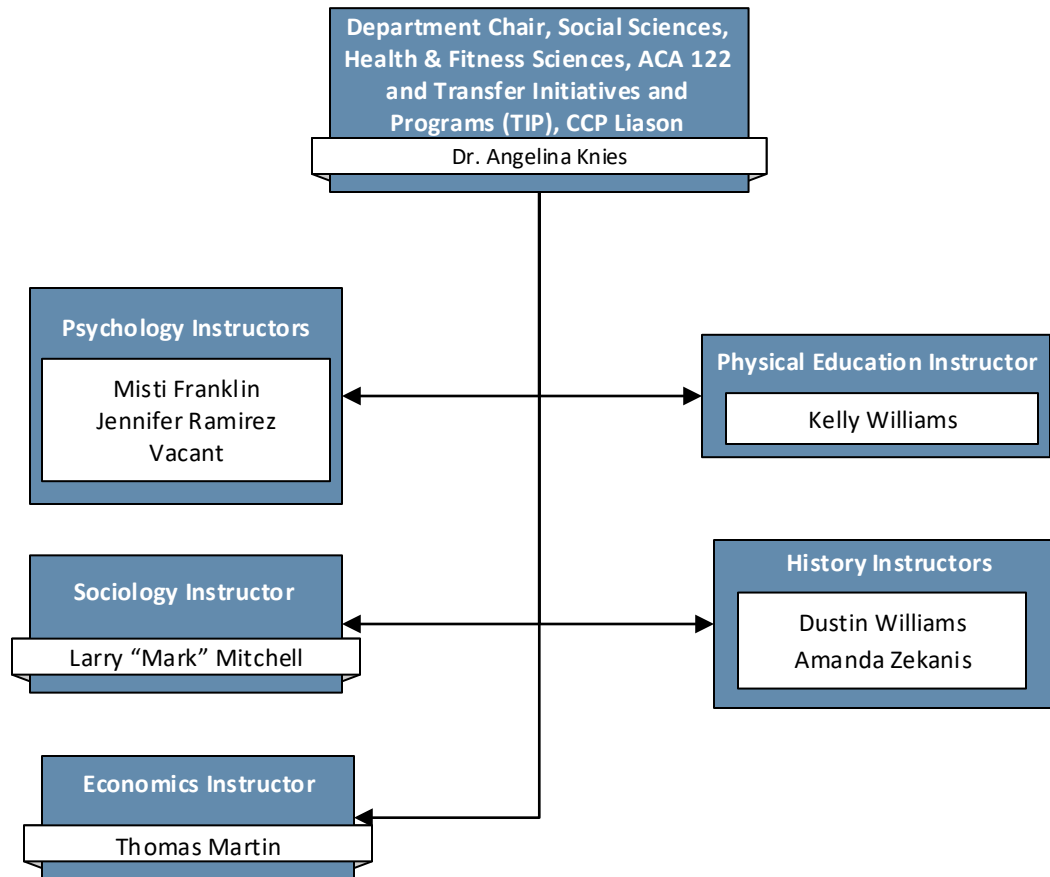 Department Chair, Social Sciences,
Health & Fitness Sciences, ACA 122
and Transfer Initiatives and
Programs (TIP), CCP Liason
Dr. Angelina Knies
Psychology Instructors
Misti Franklin
Jennifer Ramirez
Vacant
Physical Education Instructor
Kelly Williams
Sociology Instructor
Larry “Mark” Mitchell
History Instructors
Dustin Williams
Amanda Zekanis
Economics Instructor
Thomas Martin